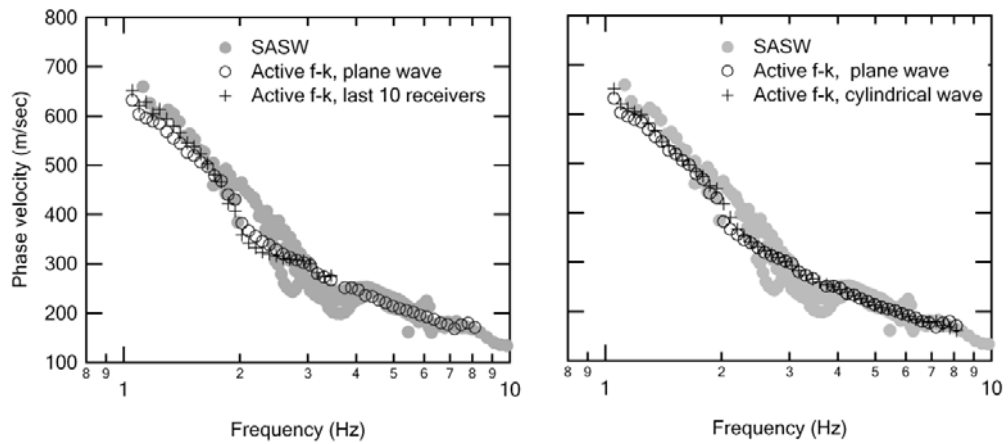 800
700
600
500
400
300
200
100
Phase velocity (m/sec)
SASW
Active f-k, plane wave
Active f-k, last 10 receivers
8 9 2 3 4 5 6 7 8 9
1 10
Frequency (Hz)
SASW
Active f-k, plane wave
Active f-k, cylindrical wave
8 9 2 3 4 5 6 7 8 9
1 10
Frequency (Hz)